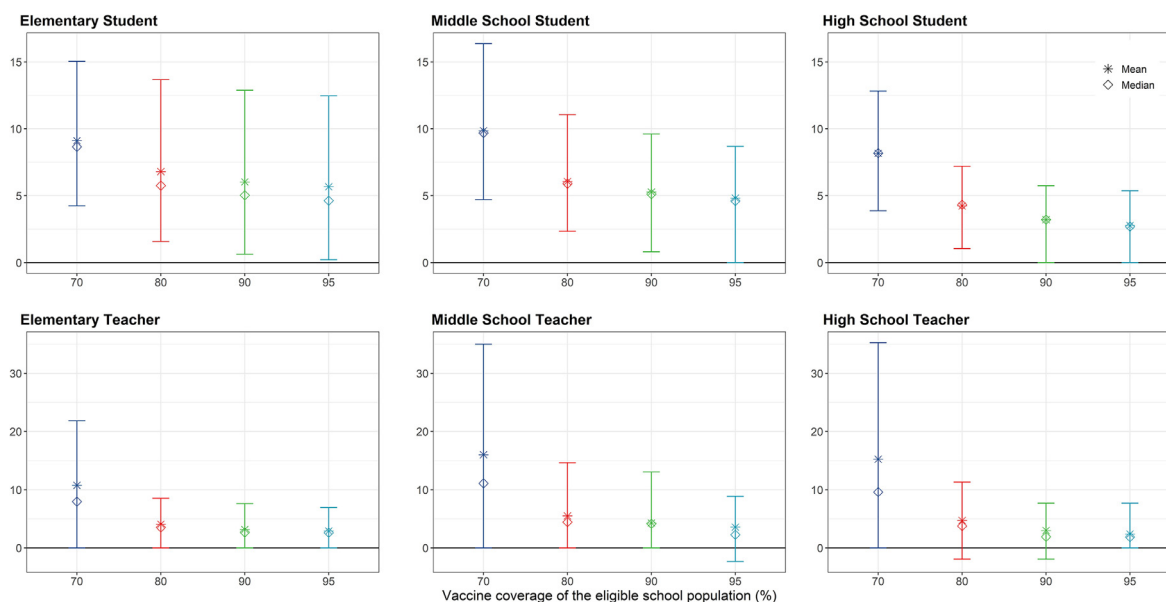 Elementary Student
Middle School Student
High School Student
15
10
5
0
70 80 90 95
15
10
5
0
70 80 90 95
15
10
5
0
70 80 90 95
Mean
Median
Elementary Teacher
Middle School Teacher
High School Teacher
30
20
10
0
70 80 90 95
30
20
10
0
70 80 90 95
30
20
10
0
70 80 90 95
Vaccine coverage of the eligible school population (%)